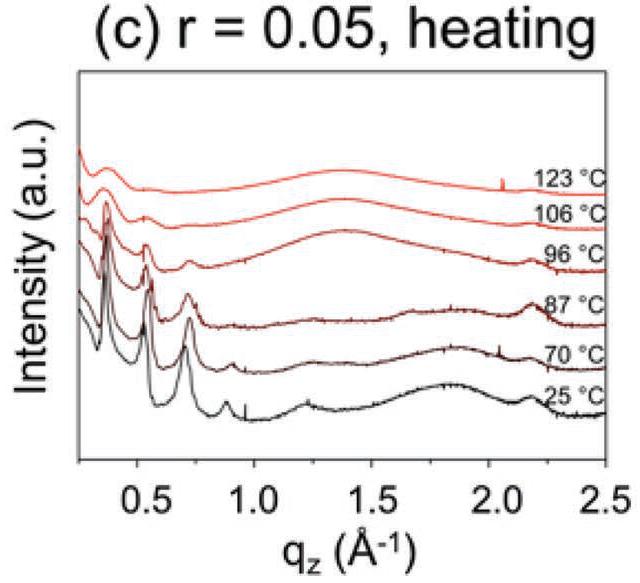 (c) r = 0.05, heating
Intensity (a.u.)
123 °C
106 °C
96 °C
87 °C
70 °C
25 °C
0.5 1.0 1.5 2.0 2.5
q_z (Å⁻¹)